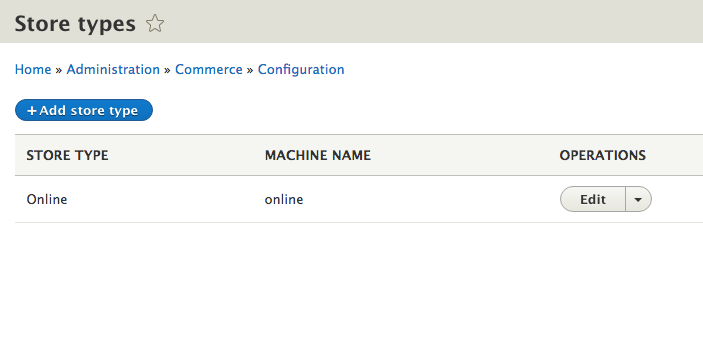 Store types
Home » Administration » Commerce » Configuration
+ Add store type
STORE TYPE MACHINE NAME OPERATIONS
Online online Edit